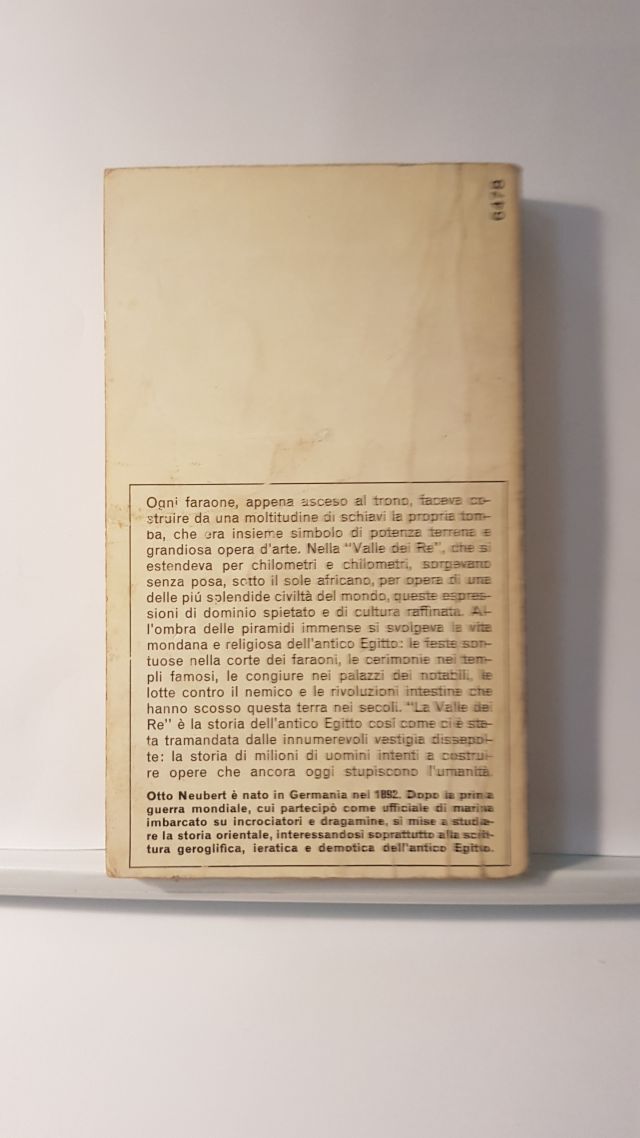 6478
Ogni faraone, appena asceso al trono, faceva co-
struire da una moltitudine di schiavi la propria tom-
ba, che era insieme simbolo di potenza terrena e
grandiosa opera d'arte. Nella "Valle dei Re", che si
estendeva per chilometri e chilometri, sorgevano
senza posa, sotto il sole africano, per opera di una
delle piú splendide civiltà del mondo, queste espres-
sioni di dominio spietato e di cultura raffinata. Al-
l'ombra delle piramidi immense si svolgeva la vita
mondana e religiosa dell'antico Egitto: le feste son-
tuose nella corte dei faraoni, le cerimonie nei tem-
pli famosi, le congiure nei palazzi dei notabili, le
lotte contro il nemico e le rivoluzioni intestine che
hanno scosso questa terra nei secoli. "La Valle dei
Re" è la storia dell'antico Egitto cosí come ci è sta-
ta tramandata dalle innumerevoli vestigia dissepol-
te: la storia di milioni di uomini intenti a costrui-
re opere che ancora oggi stupiscono l'umanità.
Otto Neubert è nato in Germania nel 1892. Dopo la prima
guerra mondiale, cui partecipò come ufficiale di marina
imbarcato su incrociatori e dragamine, si mise a studia-
re la storia orientale, interessandosi soprattutto alla scrit-
tura geroglifica, ieratica e demotica dell'antico Egitto.